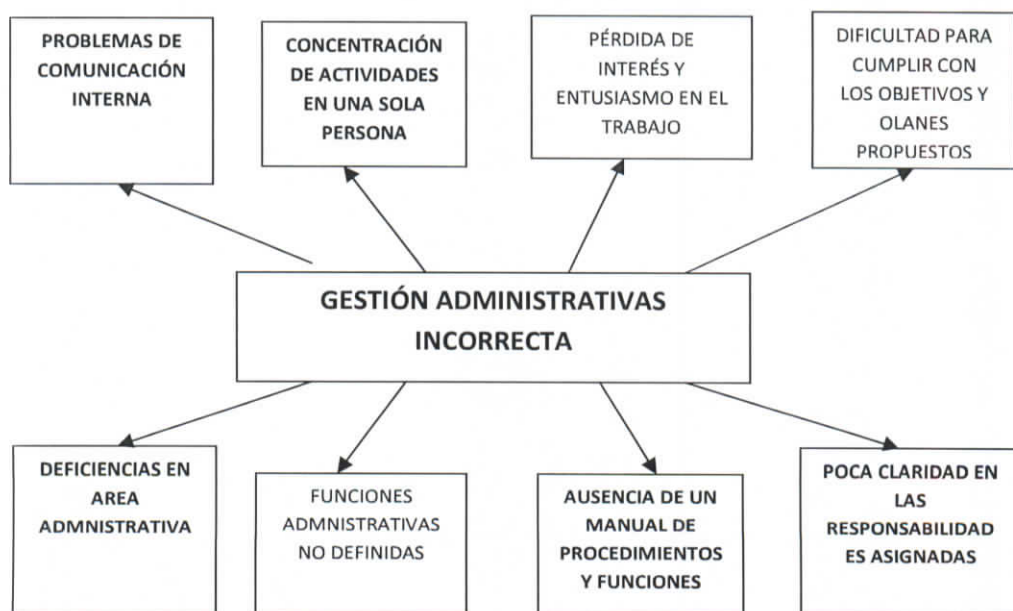 PROBLEMAS DE
COMUNICACIÓN
INTERNA
CONCENTRACIÓN
DE ACTIVIDADES
EN UNA SOLA
PERSONA
PÉRDIDA DE
INTERÉS Y
ENTUSIASMO EN EL
TRABAJO
DIFICULTAD PARA
CUMPLIR CON
LOS OBJETIVOS Y
OLANES
PROPUESTOS
GESTIÓN ADMINISTRATIVAS
INCORRECTA
DEFICIENCIAS EN
AREA
ADMNISTRATIVA
FUNCIONES
ADMNISTRATIVAS
NO DEFINIDAS
AUSENCIA DE UN
MANUAL DE
PROCEDIMIENTOS
Y FUNCIONES
POCA CLARIDAD EN
LAS
RESPONSABILIDAD
ES ASIGNADAS